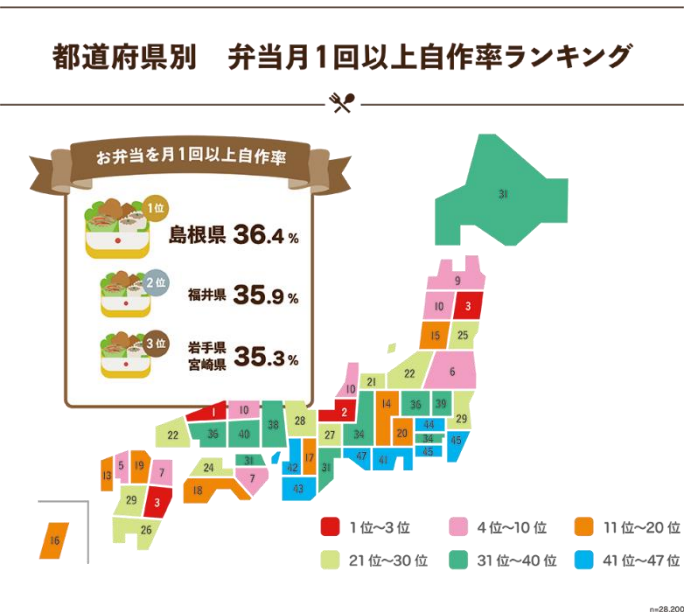 都道府県別　弁当月1回以上自作率ランキング
お弁当を月1回以上自作率
1位
島根県 36.4%
2位
福井県 35.9%
3位
岩手県
宮崎県
35.3%
31
9
10 3
15 25
22 6
21
10
1 10 38 28 2 34 14 36 39 29
22 36 40 27 20 44
34
45 45
31 42 17 31 47 41
24 7 43
18
13 5 19 7
29 3
26
16
1位〜3位 4位〜10位 11位〜20位
21位〜30位 31位〜40位 41位〜47位
n=28,200